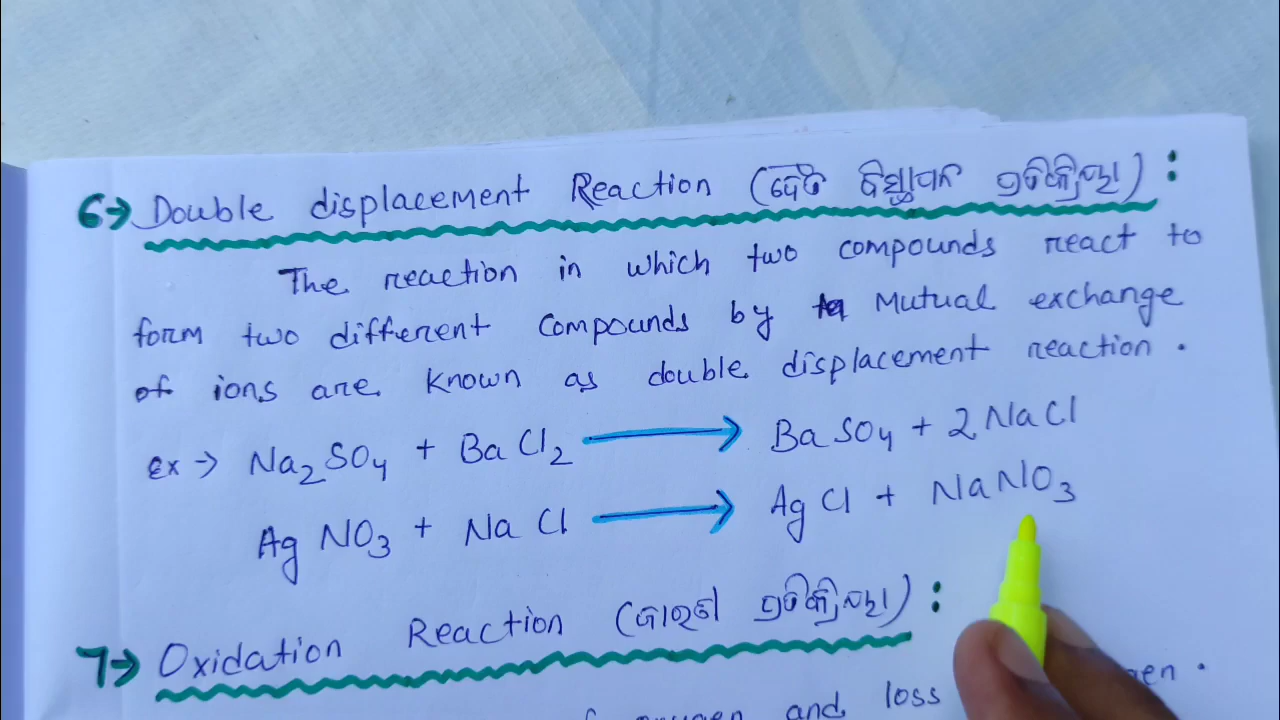 6→ Double displacement Reaction (ଦ୍ୱୈତ ବିସ୍ଥାପନ ପ୍ରତିକ୍ରିୟା) :
The reaction in which two compounds react to
form two different compounds by Mutual exchange
of ions are known as double displacement reaction.
ex → Na₂SO₄ + BaCl₂ → BaSO₄ + 2NaCl
AgNO₃ + NaCl → AgCl + NaNO₃
7→ Oxidation Reaction (ଜାରଣ ପ୍ରତିକ୍ରିୟା) :
and loss